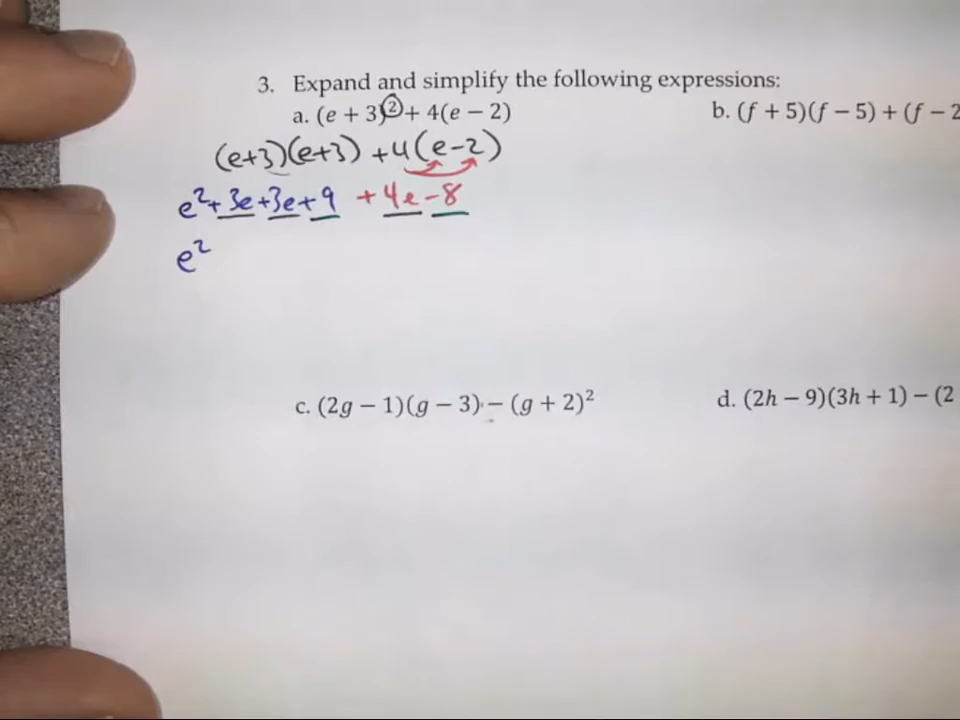 3. Expand and simplify the following expressions:
a. (e + 3)² + 4(e − 2)
b. (f + 5)(f − 5) + (f − 2
(e+3)(e+3) +4(e-2)
e²+3e+3e+9 +4e-8
e²
c. (2g − 1)(g − 3) − (g + 2)²
d. (2h − 9)(3h + 1) − (2